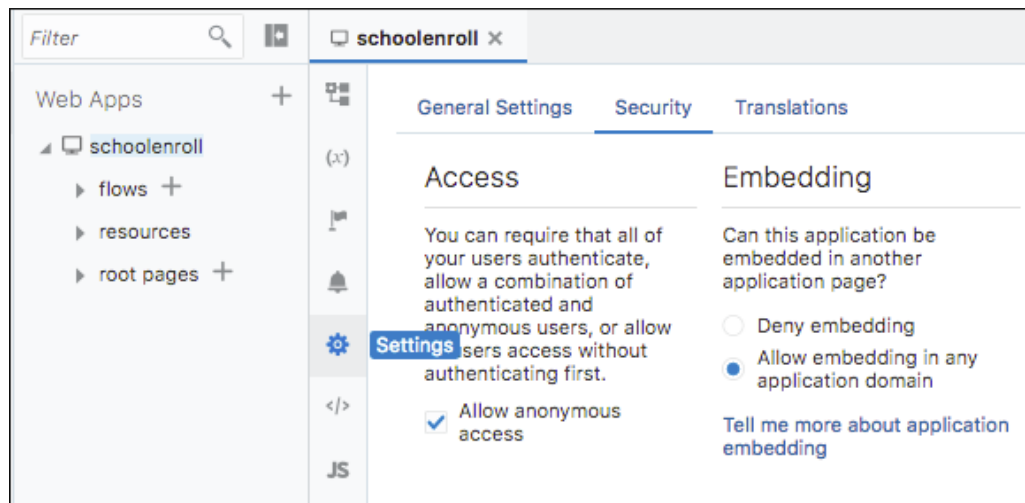 Filter
schoolenroll ×
Web Apps +
schoolenroll
flows +
resources
root pages +
(x)
Settings
</>
JS
General Settings Security Translations
Access
You can require that all of
your users authenticate,
allow a combination of
authenticated and
anonymous users, or allow
sers access without
authenticating first.
Allow anonymous
access
Embedding
Can this application be
embedded in another
application page?
Deny embedding
Allow embedding in any
application domain
Tell me more about application
embedding